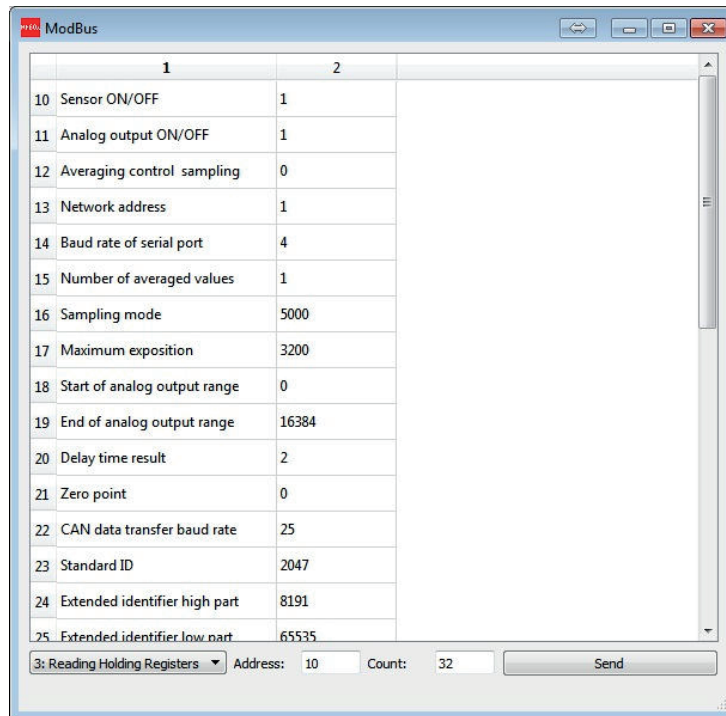 ModBus
1 2
10 Sensor ON/OFF 1
11 Analog output ON/OFF 1
12 Averaging control sampling 0
13 Network address 1
14 Baud rate of serial port 4
15 Number of averaged values 1
16 Sampling mode 5000
17 Maximum exposition 3200
18 Start of analog output range 0
19 End of analog output range 16384
20 Delay time result 2
21 Zero point 0
22 CAN data transfer baud rate 25
23 Standard ID 2047
24 Extended identifier high part 8191
25 Extended identifier low part 65535
3: Reading Holding Registers Address: 10 Count: 32 Send